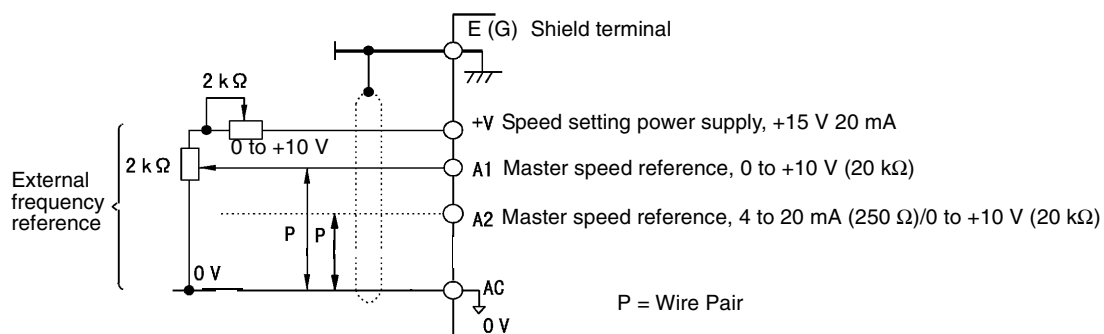 E (G) Shield terminal
2 kΩ
+V Speed setting power supply, +15 V 20 mA
0 to +10 V
2 kΩ
A1 Master speed reference, 0 to +10 V (20 kΩ)
External
frequency
reference
A2 Master speed reference, 4 to 20 mA (250 Ω)/0 to +10 V (20 kΩ)
P P
0 V
AC
P = Wire Pair
0 V